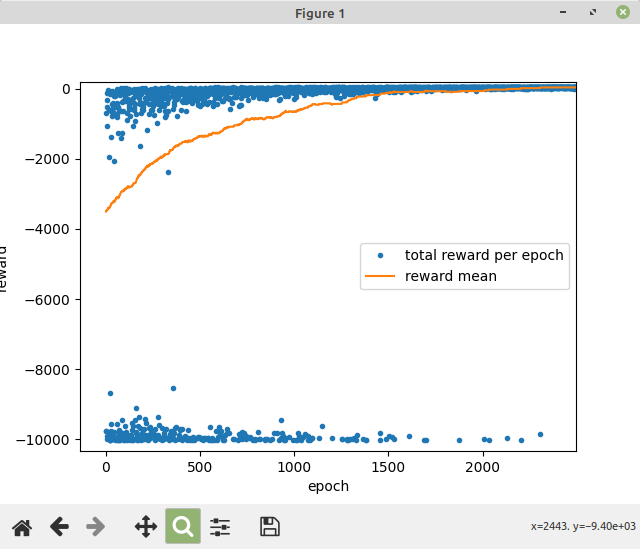 Figure 1
0
−2000
−4000
−6000
−8000
−10000
reward
total reward per epoch
reward mean
0
500
1000
1500
2000
epoch
x=2443. y=−9.40e+03